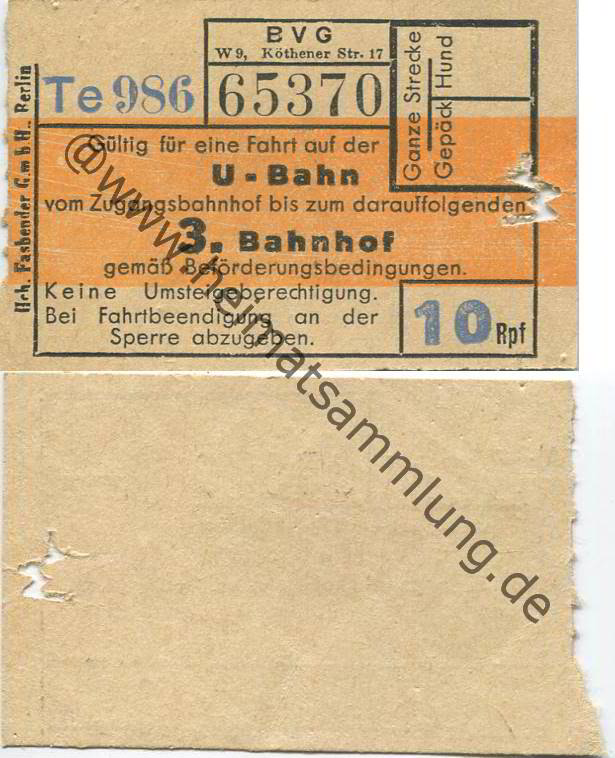 BVG
W9, Köthener Str. 17
Te 986
65370
Ganze Strecke
Gepäck Hund
Gültig für eine Fahrt auf der
U-Bahn
vom Zugangsbahnhof bis zum darauffolgenden
3. Bahnhof
gemäß Beförderungsbedingungen.
Keine Umsteigeberechtigung.
Bei Fahrtbeendigung an der
Sperre abzugeben.
10 Rpf
Hch. Fasbender G.mbH., Berlin
@www.heimatsammlung.de